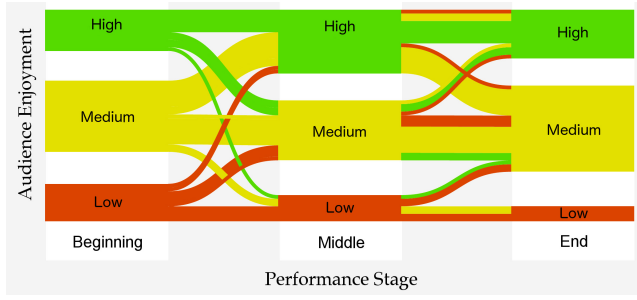 Audience Enjoyment
High
High
High
Medium
Medium
Medium
Low
Low
Low
Beginning
Middle
End
Performance Stage